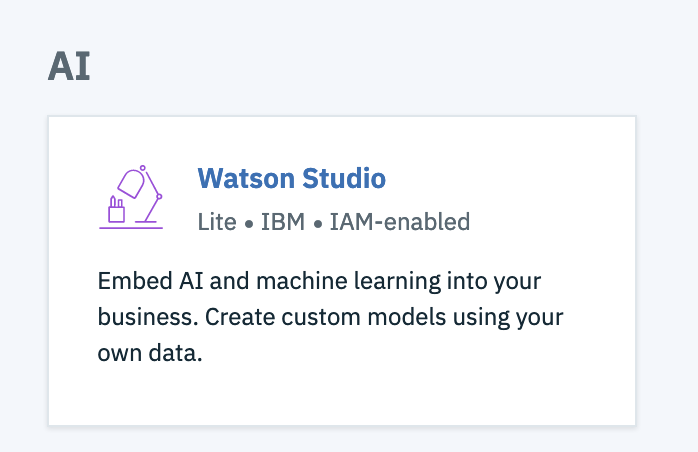 AI
Watson Studio
Lite • IBM • IAM-enabled
Embed AI and machine learning into your
business. Create custom models using your
own data.